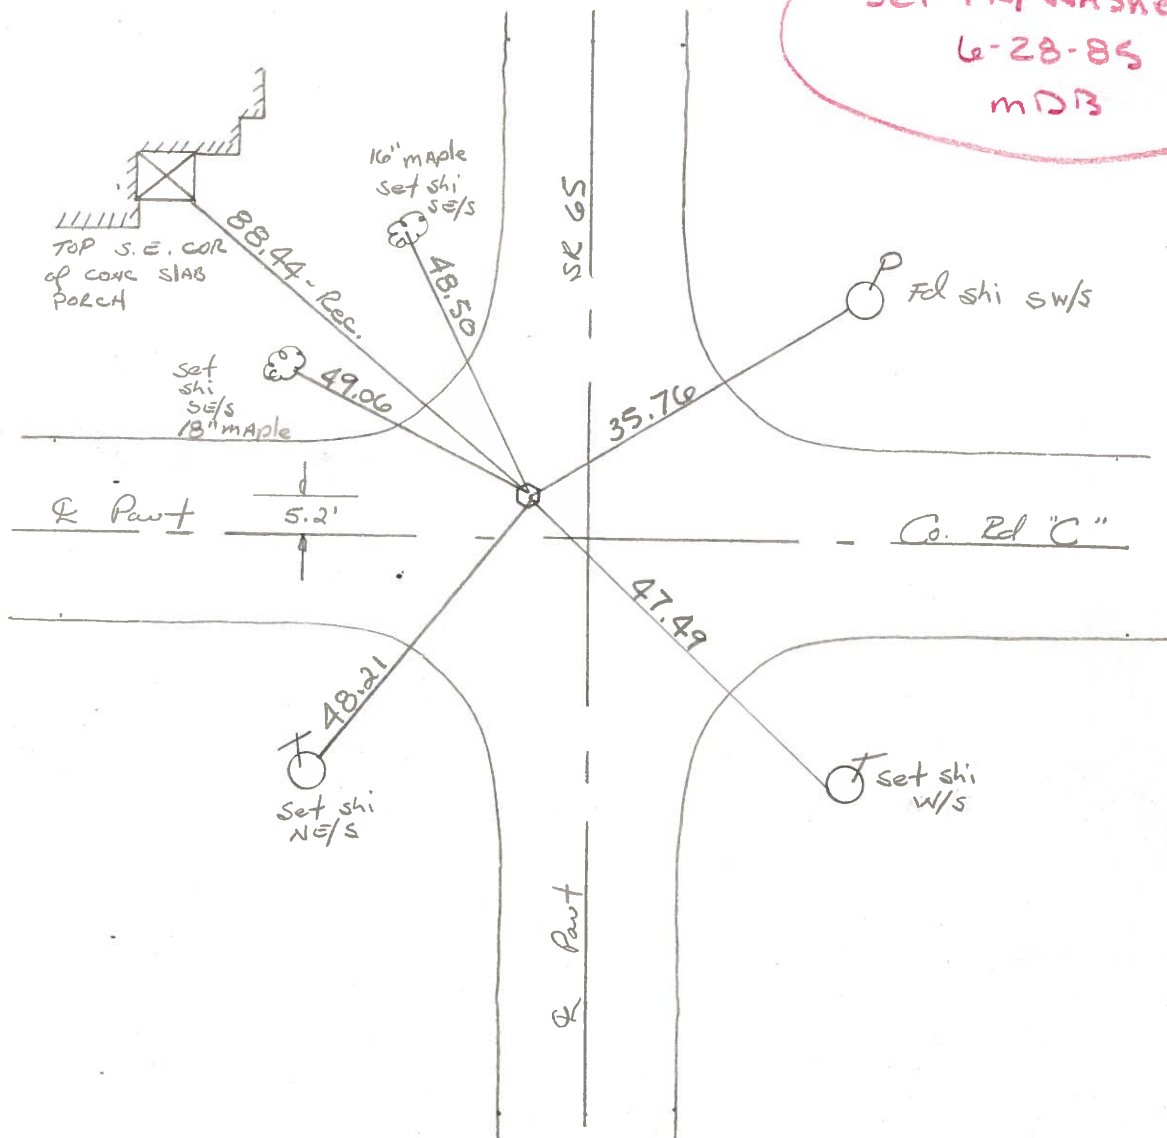 6-28-85
MDB
16" MAPLE
set shi
SE/S
88.44 - Rec.
48.50
SR 65
TOP S.E. COR
of CONC SLAB
PORCH
Fd shi SW/S
set
shi
SE/S
18" MAPLE
49.06
35.76
℄ Pavt
5.2'
Co. Rd "C"
47.49
48.21
Set shi
NE/S
set shi
W/S
℄ Pavt